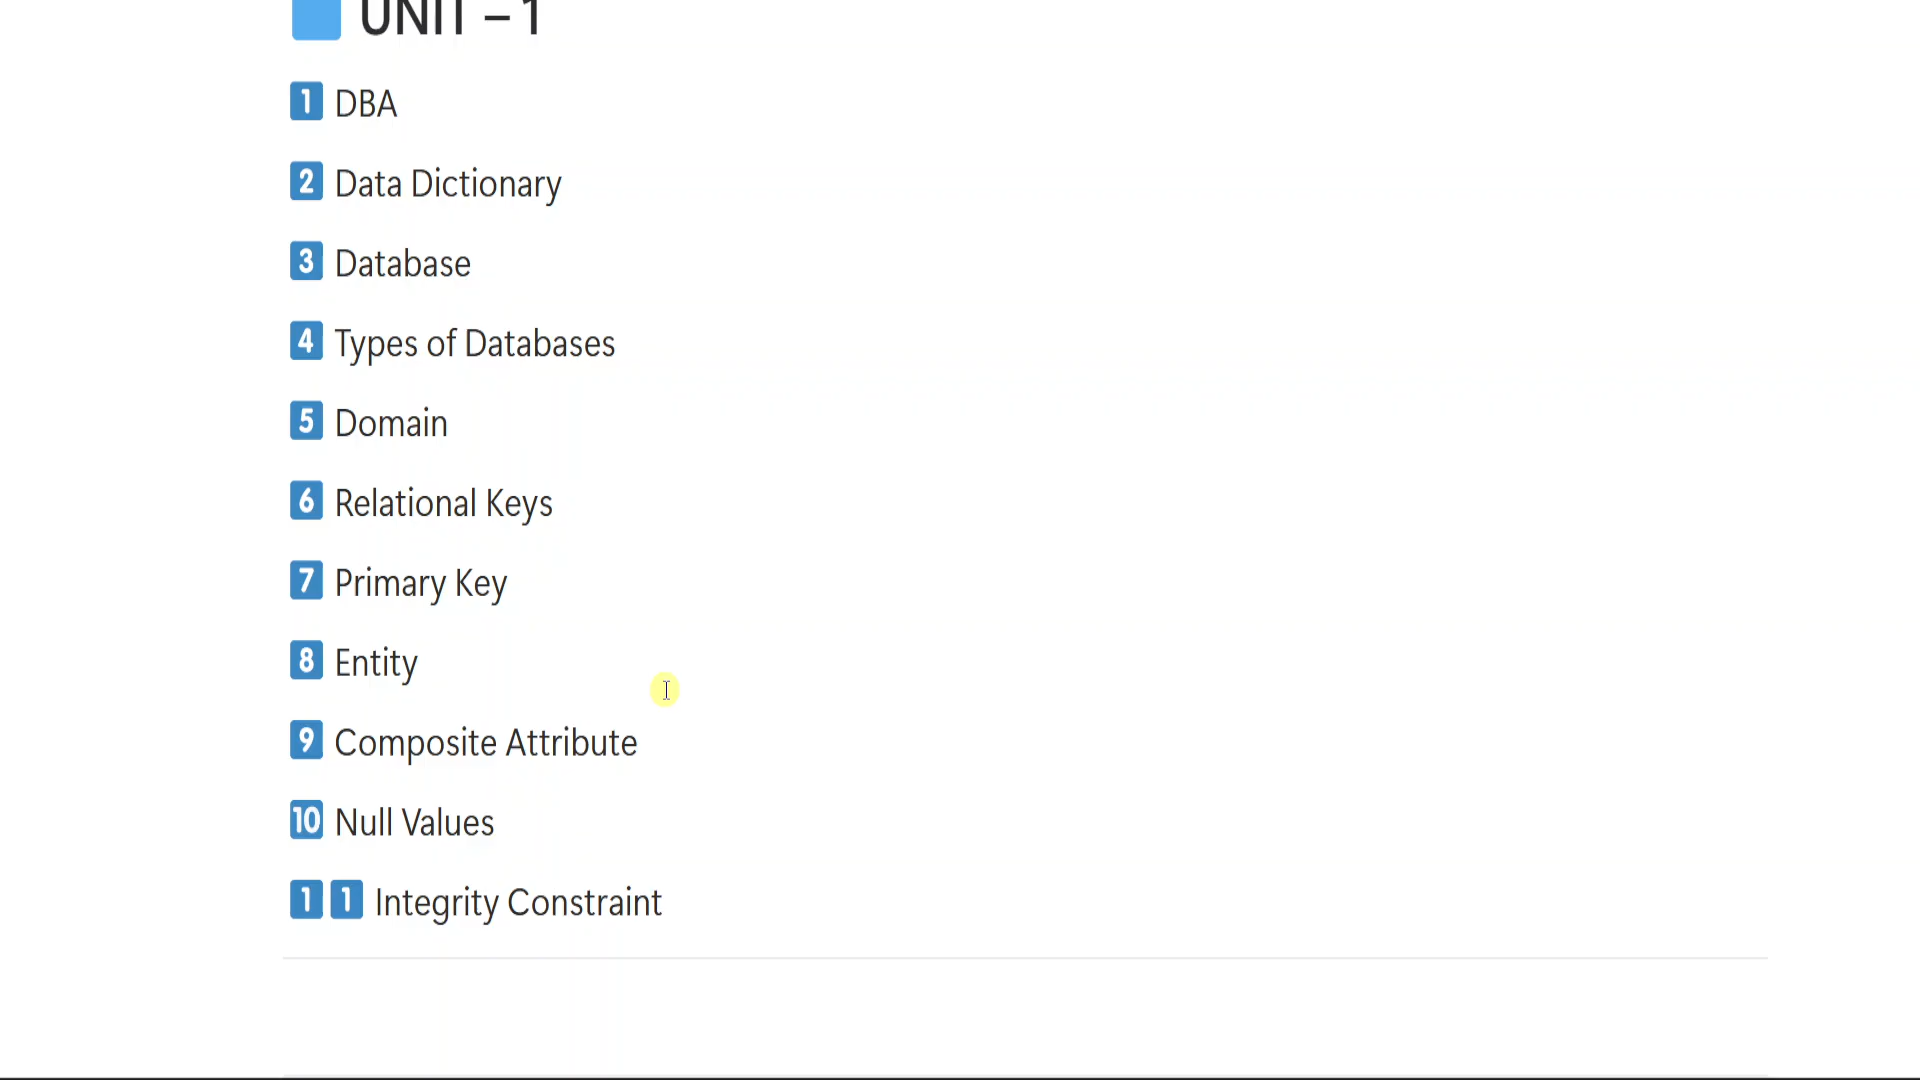 UNIT – 1
1 DBA
2 Data Dictionary
3 Database
4 Types of Databases
5 Domain
6 Relational Keys
7 Primary Key
8 Entity
9 Composite Attribute
10 Null Values
1 1 Integrity Constraint